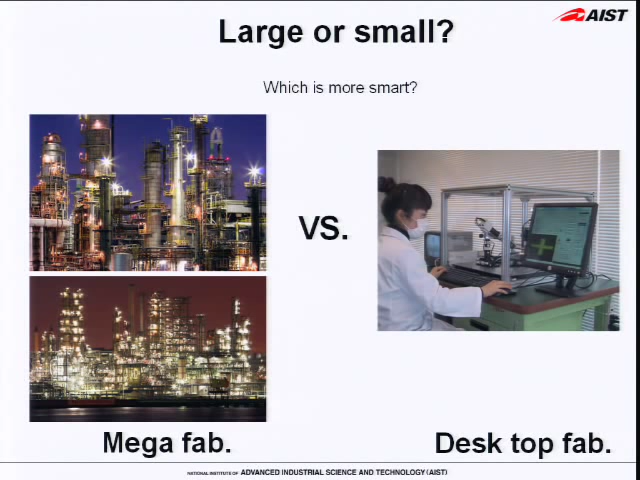 Large or small?
AIST
Which is more smart?
VS.
Mega fab.
Desk top fab.
NATIONAL INSTITUTE OF ADVANCED INDUSTRIAL SCIENCE AND TECHNOLOGY (AIST)